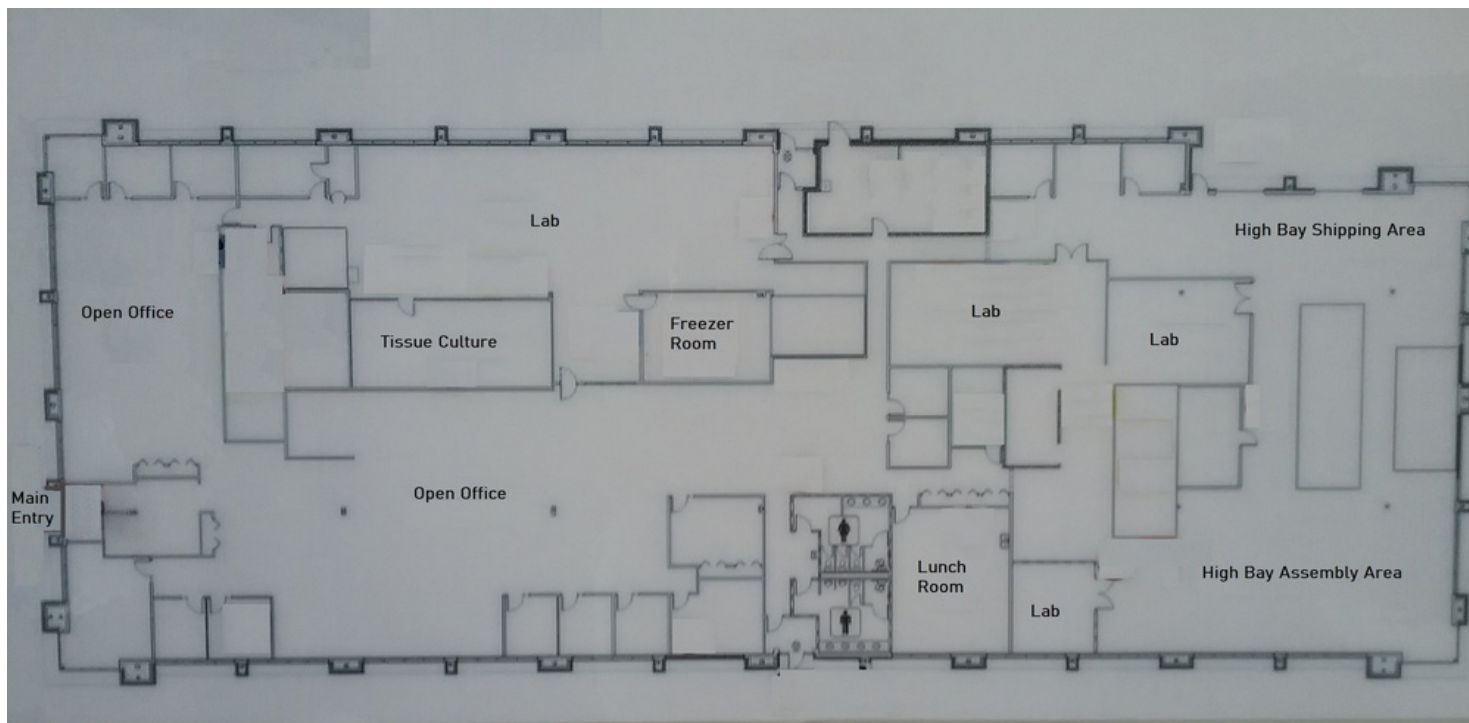 Lab
High Bay Shipping Area
Open Office
Tissue Culture
Freezer
Room
Lab
Lab
Main
Entry
Open Office
Lunch
Room
Lab
High Bay Assembly Area